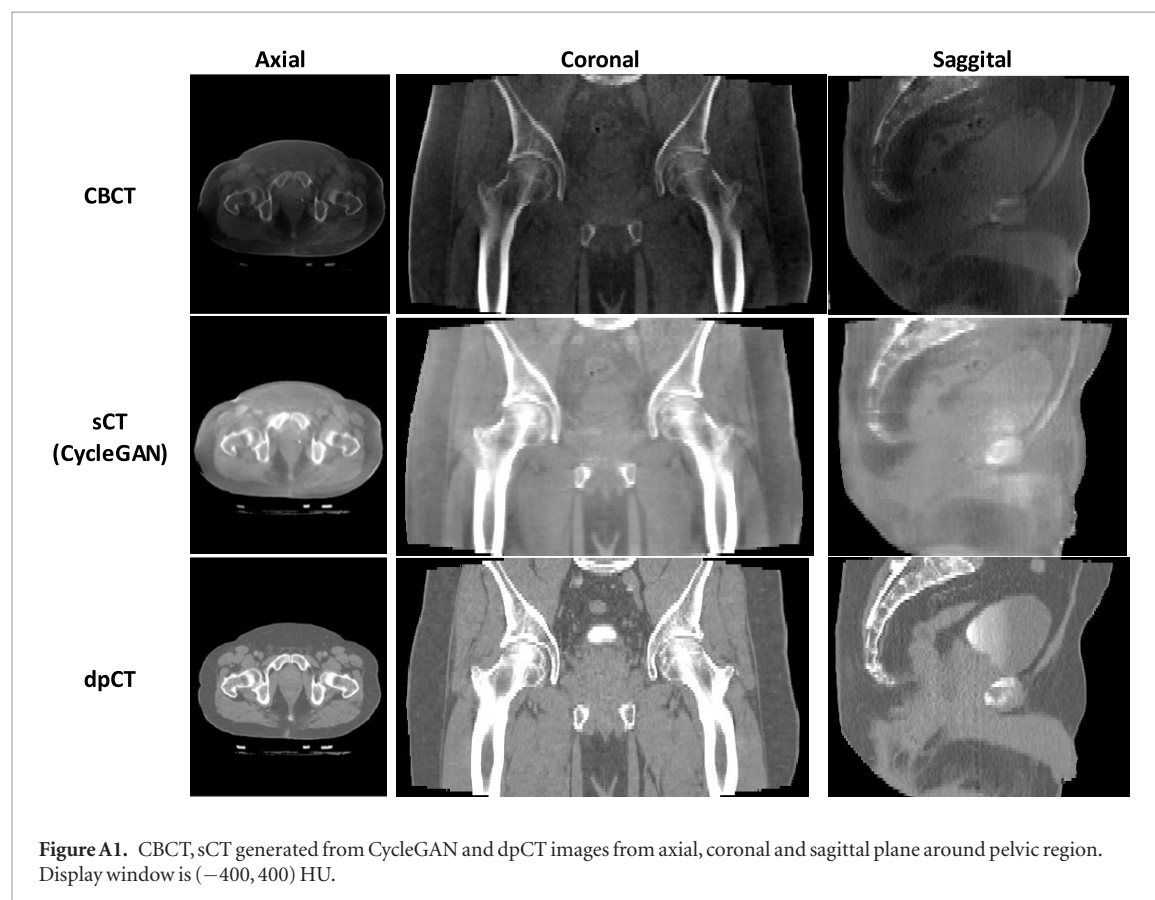 Axial
Coronal
Saggital
CBCT
sCT
(CycleGAN)
dpCT
Figure A1. CBCT, sCT generated from CycleGAN and dpCT images from axial, coronal and sagittal plane around pelvic region.
Display window is (−400, 400) HU.